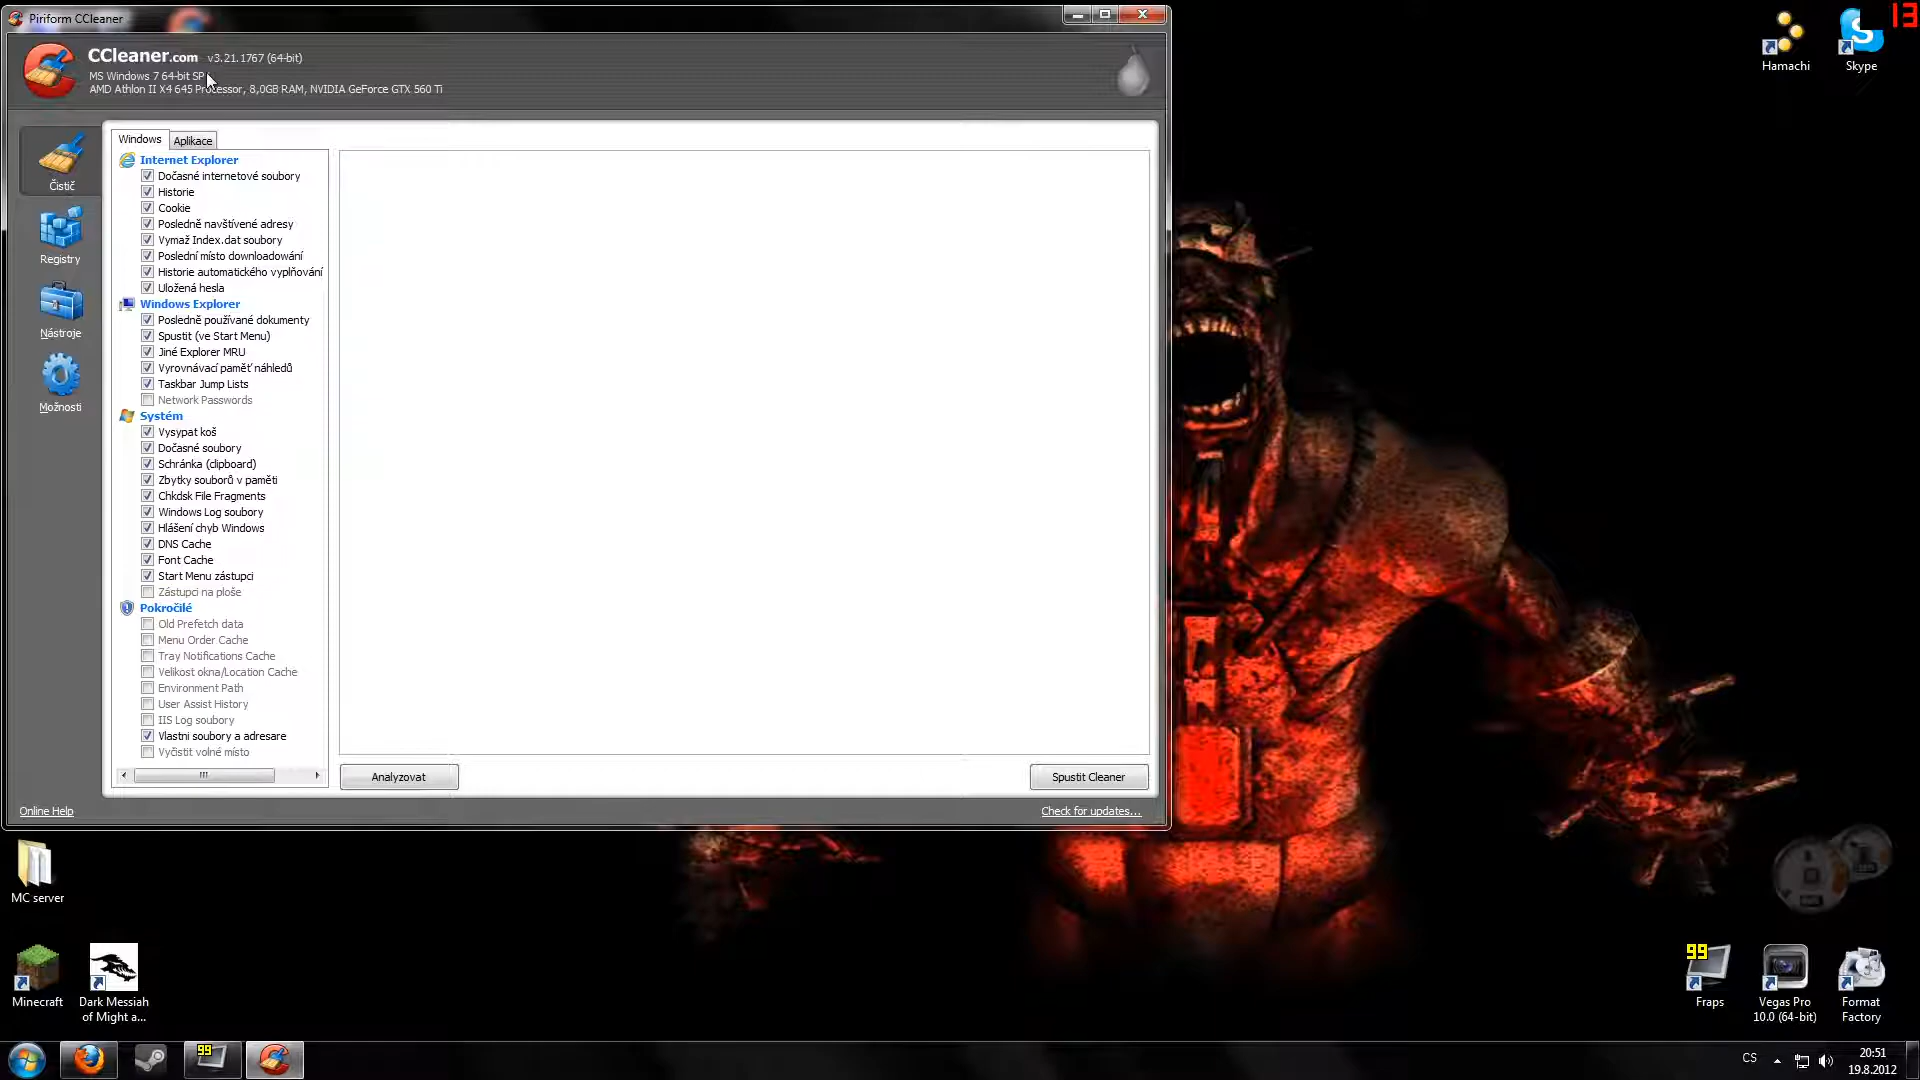 Piriform CCleaner
CCleaner.com v3.21.1767 (64-bit)
MS Windows 7 64-bit SP
AMD Athlon II X4 645 Processor, 8,0GB RAM, NVIDIA GeForce GTX 560 Ti
13
Hamachi
Skype
Čistič
Registry
Nástroje
Možnosti
Windows
Aplikace
Internet Explorer
Dočasné internetové soubory
Historie
Cookie
Posledně navštívené adresy
Vymaž Index.dat soubory
Poslední místo downloadování
Historie automatického vyplňování
Uložená hesla
Windows Explorer
Posledně používané dokumenty
Spustit (ve Start Menu)
Jiné Explorer MRU
Vyrovnávací paměť náhledů
Taskbar Jump Lists
Network Passwords
Systém
Vysypat koš
Dočasné soubory
Schránka (clipboard)
Zbytky souborů v paměti
Chkdsk File Fragments
Windows Log soubory
Hlášení chyb Windows
DNS Cache
Font Cache
Start Menu zástupci
Zástupci na ploše
Pokročilé
Old Prefetch data
Menu Order Cache
Tray Notifications Cache
Velikost okna/Location Cache
Environment Path
User Assist History
IIS Log soubory
Vlastni soubory a adresare
Vyčistit volné místo
Analyzovat
Spustit Cleaner
Online Help
Check for updates...
MC server
Minecraft
Dark Messiah
of Might a...
99
Fraps
Vegas Pro
10.0 (64-bit)
Format
Factory
99
CS
20:51
19.8.2012